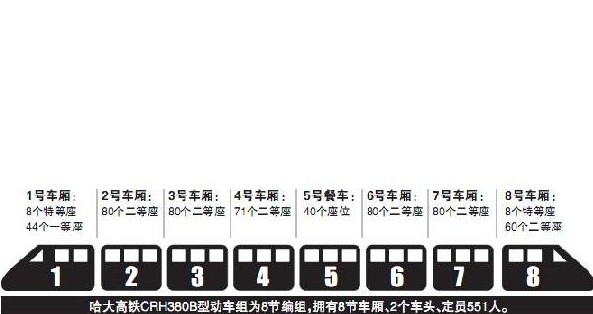 1号车厢：
8个特等座
44个一等座
2号车厢：
80个二等座
3号车厢：
80个二等座
4号车厢：
71个二等座
5号餐车：
40个座位
6号车厢：
80个二等座
7号车厢：
80个二等座
8号车厢：
8个特等座
60个二等座
1
2
3
4
5
6
7
8
哈大高铁CRH380B型动车组为8节编组，拥有8节车厢、2个车头、定员551人。